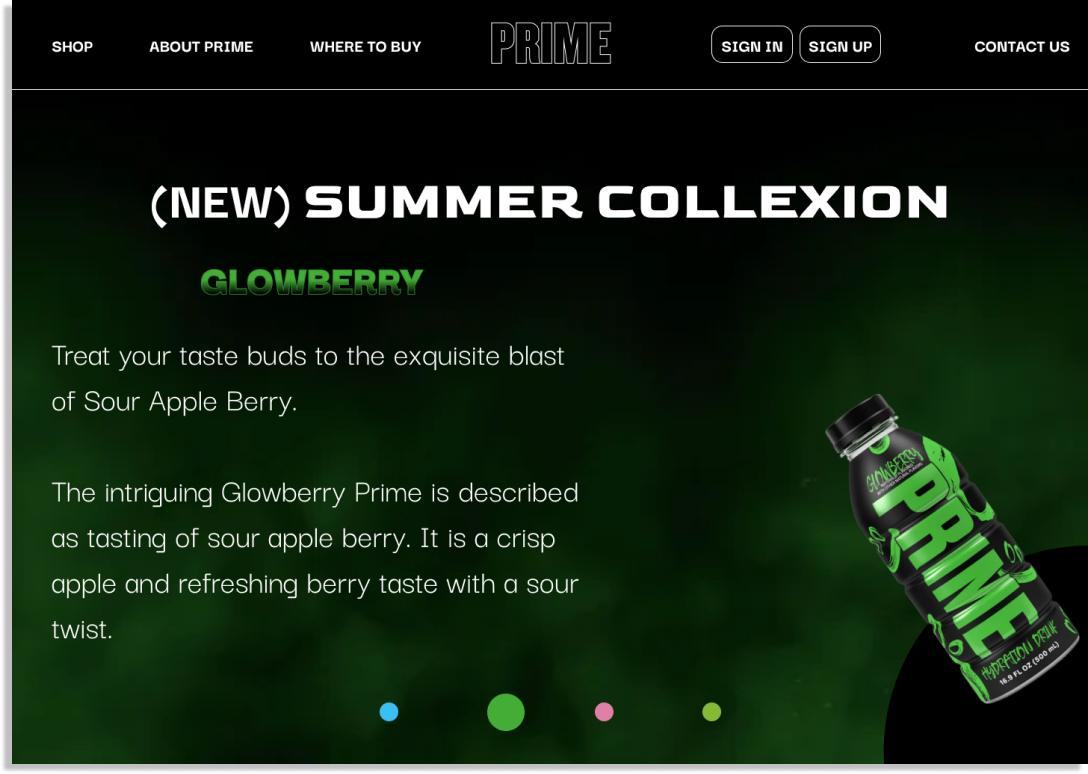 SHOP ABOUT PRIME WHERE TO BUY PRIME SIGN IN SIGN UP CONTACT US
(NEW) SUMMER COLLEXION
GLOWBERRY
Treat your taste buds to the exquisite blast
of Sour Apple Berry.
The intriguing Glowberry Prime is described
as tasting of sour apple berry. It is a crisp
apple and refreshing berry taste with a sour
twist.
GLOWBERRY
PRIME
HYDRATION DRINK
16.9 FL OZ (500 mL)